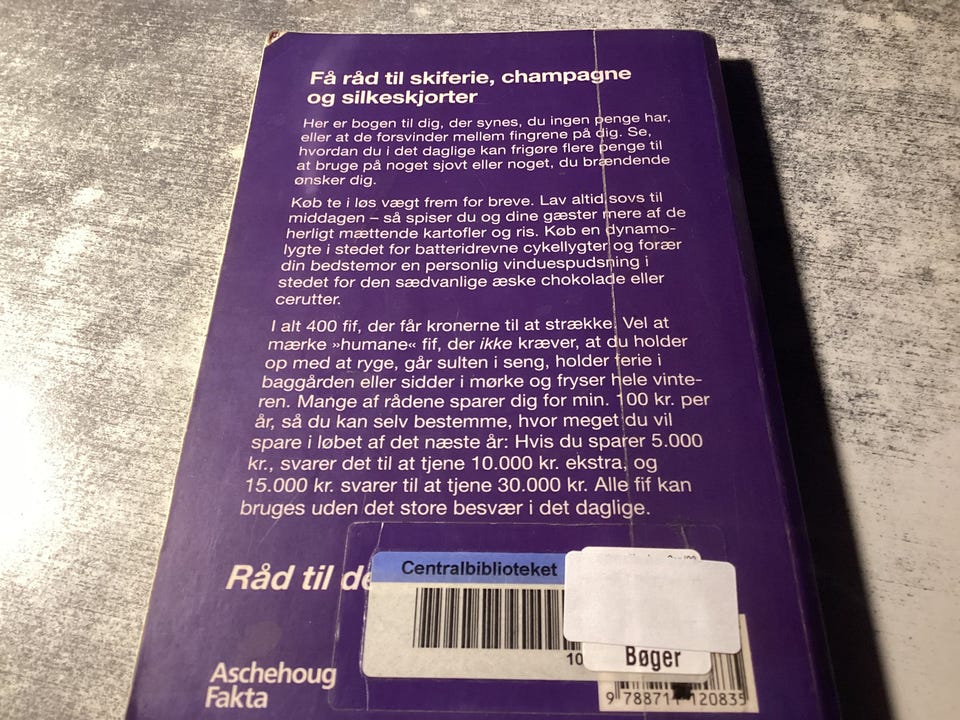 Få råd til skiferie, champagne
og silkeskjorter
Her er bogen til dig, der synes, du ingen penge har,
eller at de forsvinder mellem fingrene på dig. Se,
hvordan du i det daglige kan frigøre flere penge til
at bruge på noget sjovt eller noget, du brændende
ønsker dig.
Køb te i løs vægt frem for breve. Lav altid sovs til
middagen – så spiser du og dine gæster mere af de
herligt mættende kartofler og ris. Køb en dynamo-
lygte i stedet for batteridrevne cykellygter og forær
din bedstemor en personlig vinduespudsning i
stedet for den sædvanlige æske chokolade eller
cerutter.
I alt 400 fif, der får kronerne til at strække. Vel at
mærke »humane« fif, der ikke kræver, at du holder
op med at ryge, går sulten i seng, holder ferie i
baggården eller sidder i mørke og fryser hele vinte-
ren. Mange af rådene sparer dig for min. 100 kr. per
år, så du kan selv bestemme, hvor meget du vil
spare i løbet af det næste år: Hvis du sparer 5.000
kr., svarer det til at tjene 10.000 kr. ekstra, og
15.000 kr. svarer til at tjene 30.000 kr. Alle fif kan
bruges uden det store besvær i det daglige.
Centralbiblioteket
Råd til de
10
Bøger
Aschehoug
Fakta
9 788711 120835